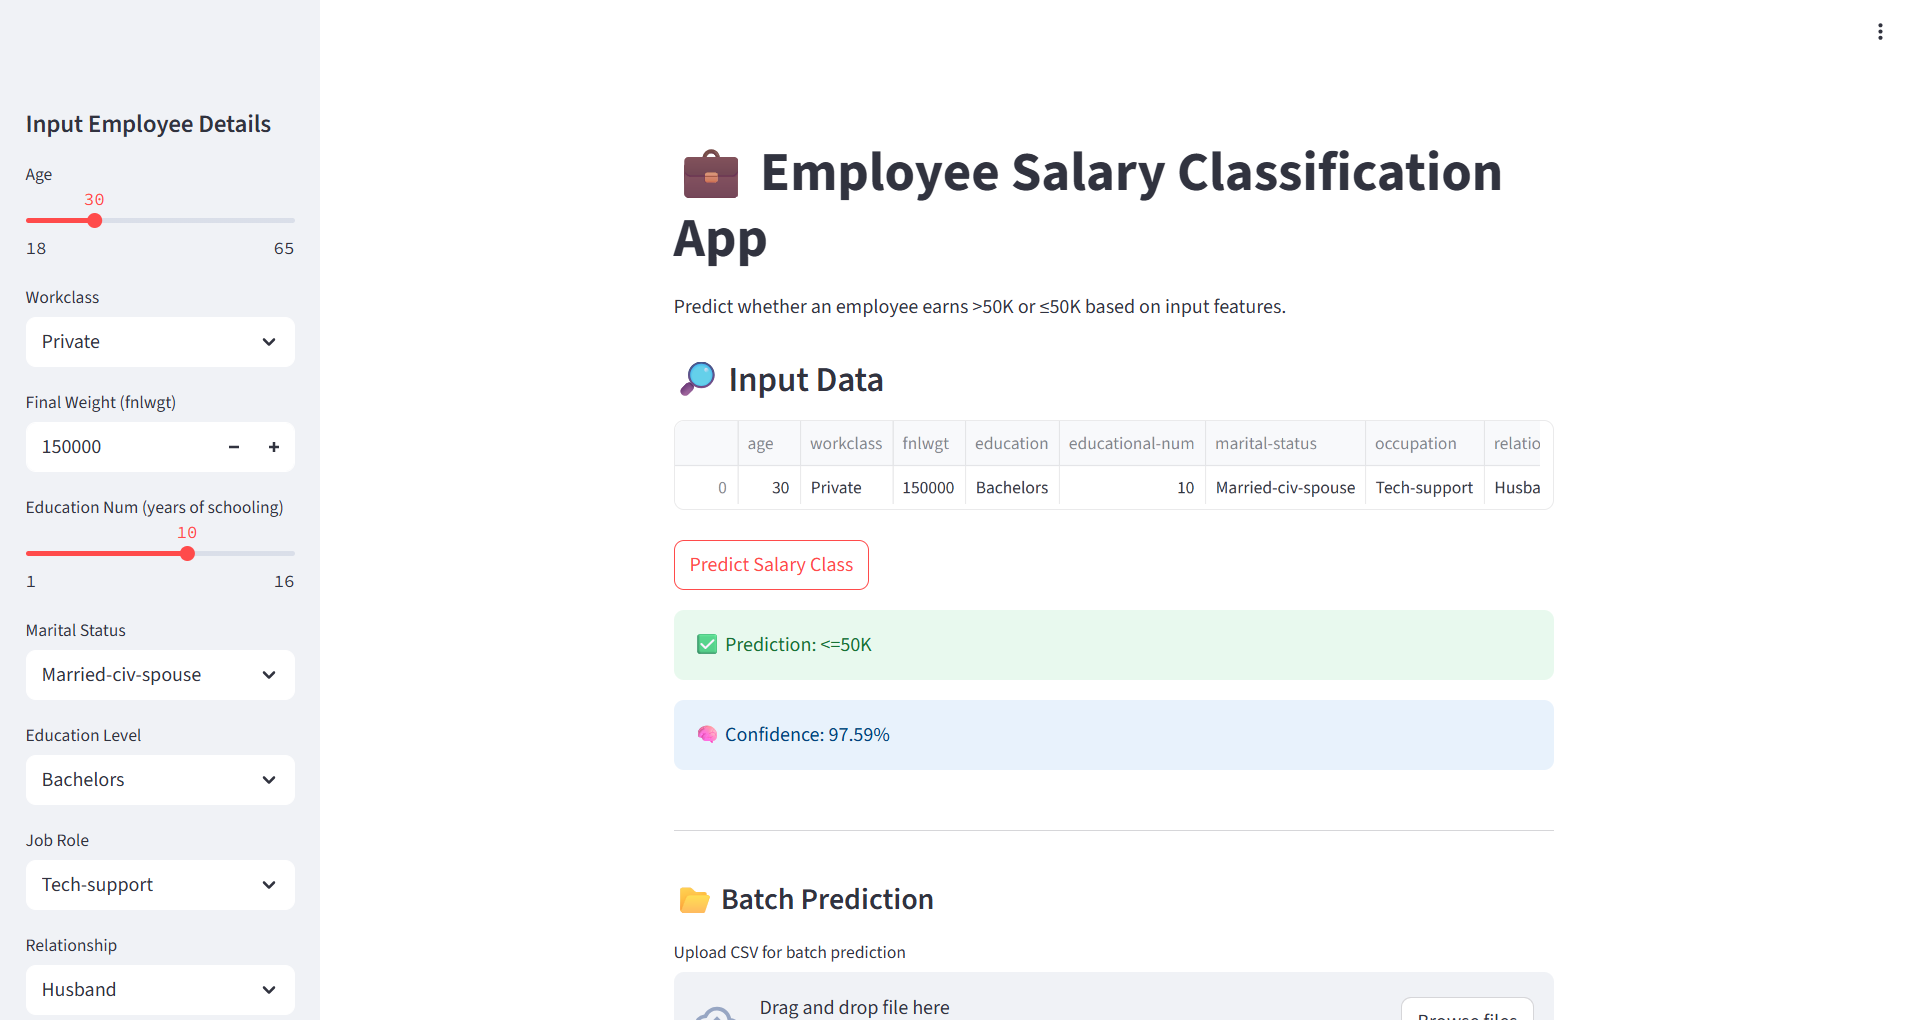 Input Employee Details
Age
30
18 65
Workclass
Private
Final Weight (fnlwgt)
150000
Education Num (years of schooling)
10
1 16
Marital Status
Married-civ-spouse
Education Level
Bachelors
Job Role
Tech-support
Relationship
Husband
Employee Salary Classification
App
Predict whether an employee earns >50K or ≤50K based on input features.
Input Data
age workclass fnlwgt education educational-num marital-status occupation relatio
0 30 Private 150000 Bachelors 10 Married-civ-spouse Tech-support Husba
Predict Salary Class
Prediction: <=50K
Confidence: 97.59%
Batch Prediction
Upload CSV for batch prediction
Drag and drop file here
Browse files